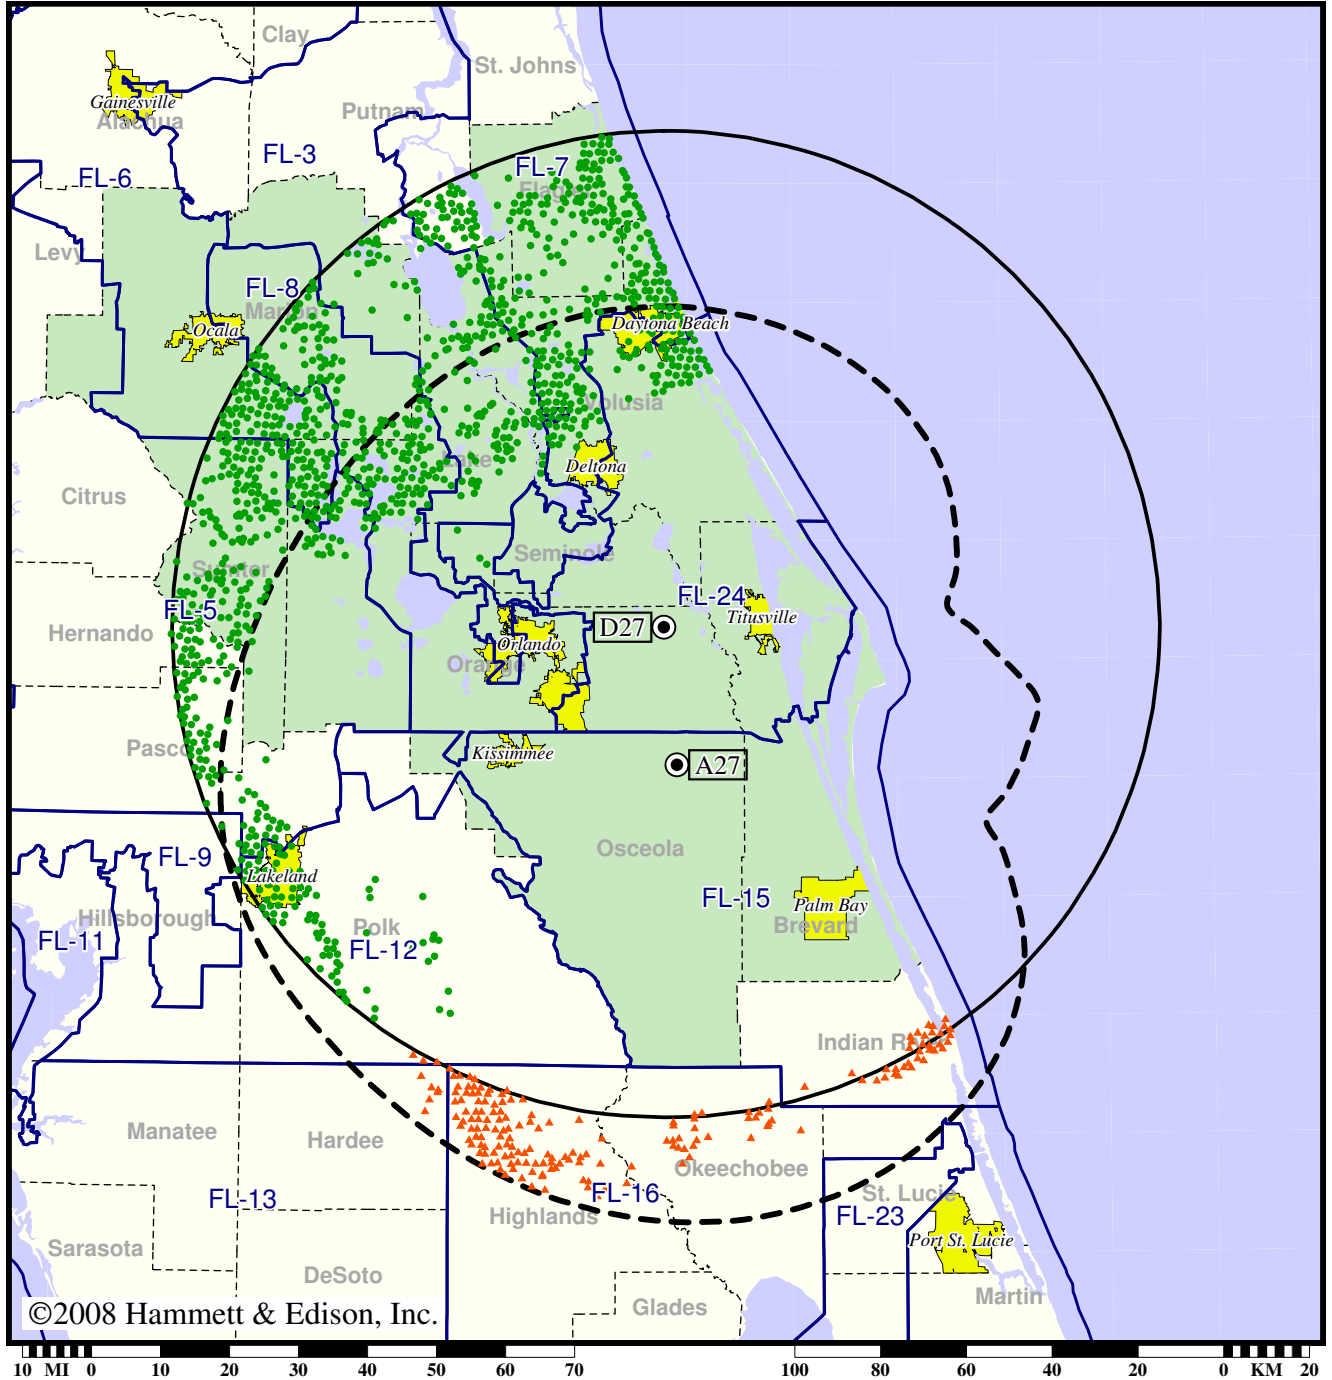 Clay
St. Johns
Gainesville
Alachua
Putnam
FL-3
FL-7
FL-6
Flagler
Levy
FL-8
Marion
Ocala
Daytona Beach
Volusia
Lake
Deltona
Citrus
Seminole
Sumter
FL-5
FL-24
Titusville
Hernando
D27
Orlando
Orange
Pasco
Kissimmee
A27
FL-9
Osceola
Lakeland
FL-15
Palm Bay
Hillsborough
Polk
Brevard
FL-11
FL-12
Indian River
Manatee
Hardee
Okeechobee
FL-13
FL-16
St. Lucie
Highlands
FL-23
Sarasota
Port St. Lucie
DeSoto
Martin
Glades
©2008 Hammett & Edison, Inc.
10 MI 0 10 20 30 40 50 60 70 100 80 60 40 20 0 KM 20